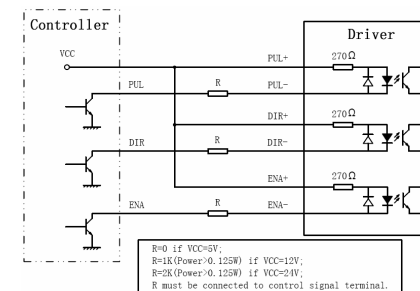 Controller
Driver
VCC
PUL+
270Ω
PUL
R
PUL-
DIR+
270Ω
DIR
R
DIR-
ENA+
270Ω
ENA
R
ENA-
R=0 if VCC=5V;
R=1K(Power>0.125W) if VCC=12V;
R=2K(Power>0.125W) if VCC=24V;
R must be connected to control signal terminal.